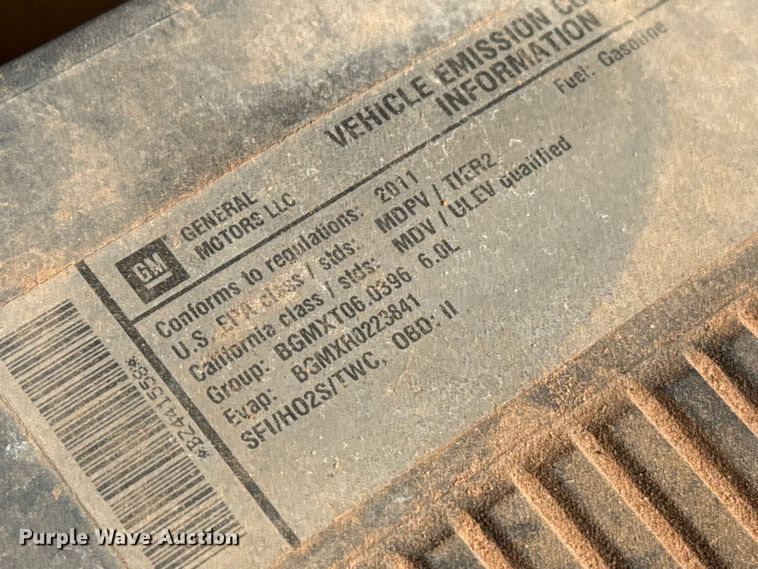 VEHICLE EMISSION CO
INFORMATION
Fuel: Gasoline
GM
GENERAL
MOTORS LLC
Conforms to regulations: 2011
U.S. EPA class / stds: MDPV / TIER2
California class / stds: MDV / ULEV qualified
Group: BGMXT06.0396 6.0L
Evap: BGMXR0223841
SFI/HO2S/TWC, OBD: II
Purple Wave Auction